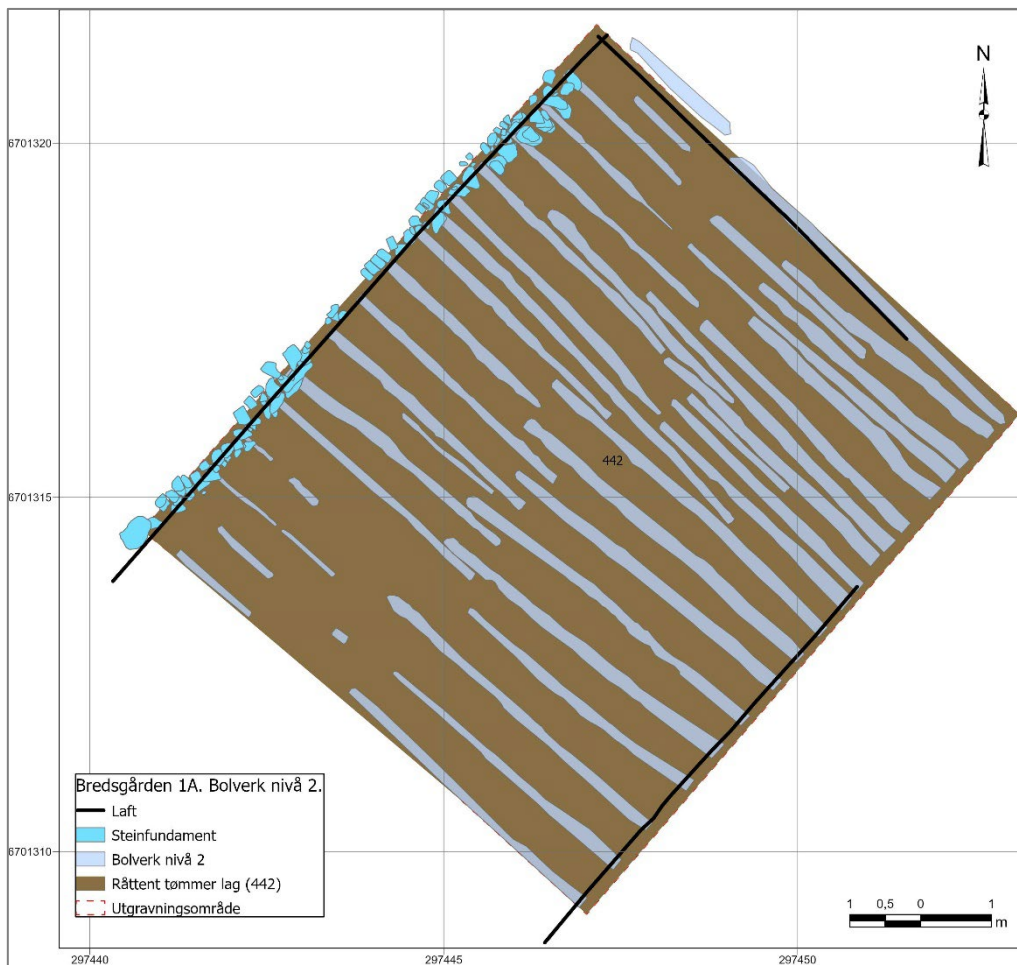 N
6701320
442
6701315
6701310
Bredsgården 1A. Bolverk nivå 2.
Laft
Steinfundament
Bolverk nivå 2
Råttent tømmer lag (442)
Utgravningsområde
1 0,5 0 1
m
297440 297445 297450